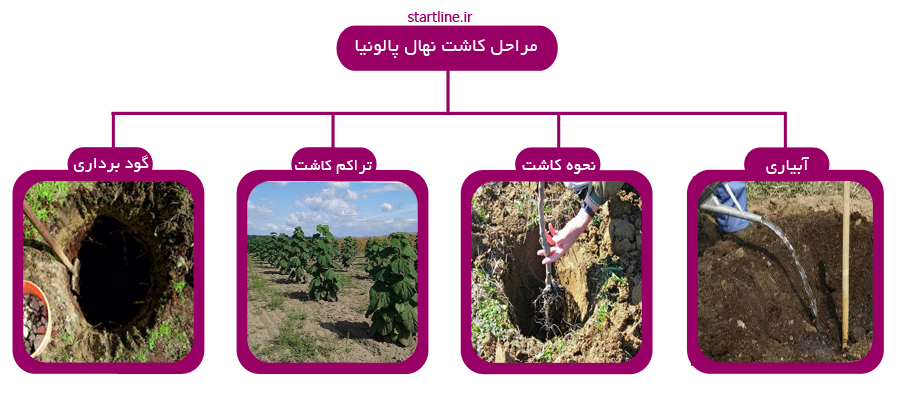 startline.ir
مراحل کاشت نهال پالونیا
گود برداری
تراکم کاشت
نحوه کاشت
آبیاری